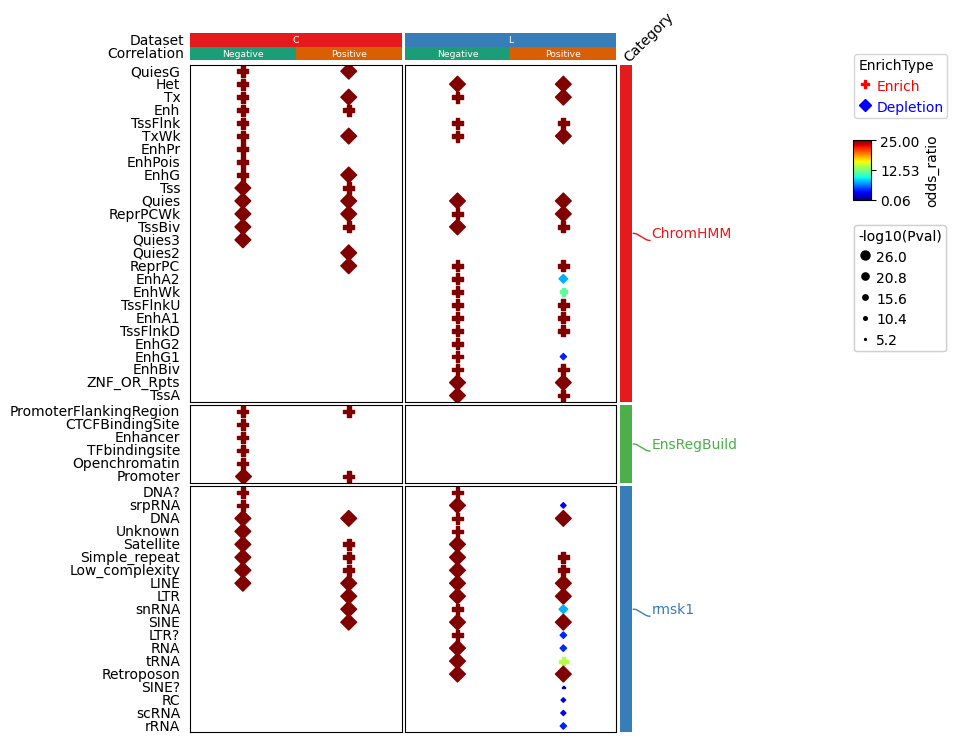 Category
Dataset
C
L
Correlation
Negative
Positive
Negative
Positive
QuiesG
Het
Tx
Enh
TssFlnk
TxWk
EnhPr
EnhPois
EnhG
Tss
Quies
ReprPCWk
TssBiv
Quies3
Quies2
ReprPC
EnhA2
EnhWk
TssFlnkU
EnhA1
TssFlnkD
EnhG2
EnhG1
EnhBiv
ZNF_OR_Rpts
TssA
ChromHMM
PromoterFlankingRegion
CTCFBindingSite
Enhancer
TFbindingsite
Openchromatin
Promoter
EnsRegBuild
DNA?
srpRNA
DNA
Unknown
Satellite
Simple_repeat
Low_complexity
LINE
LTR
snRNA
SINE
LTR?
RNA
tRNA
Retroposon
SINE?
RC
scRNA
rRNA
rmsk1
EnrichType
Enrich
Depletion
25.00
12.53
0.06
odds_ratio
-log10(Pval)
26.0
20.8
15.6
10.4
5.2